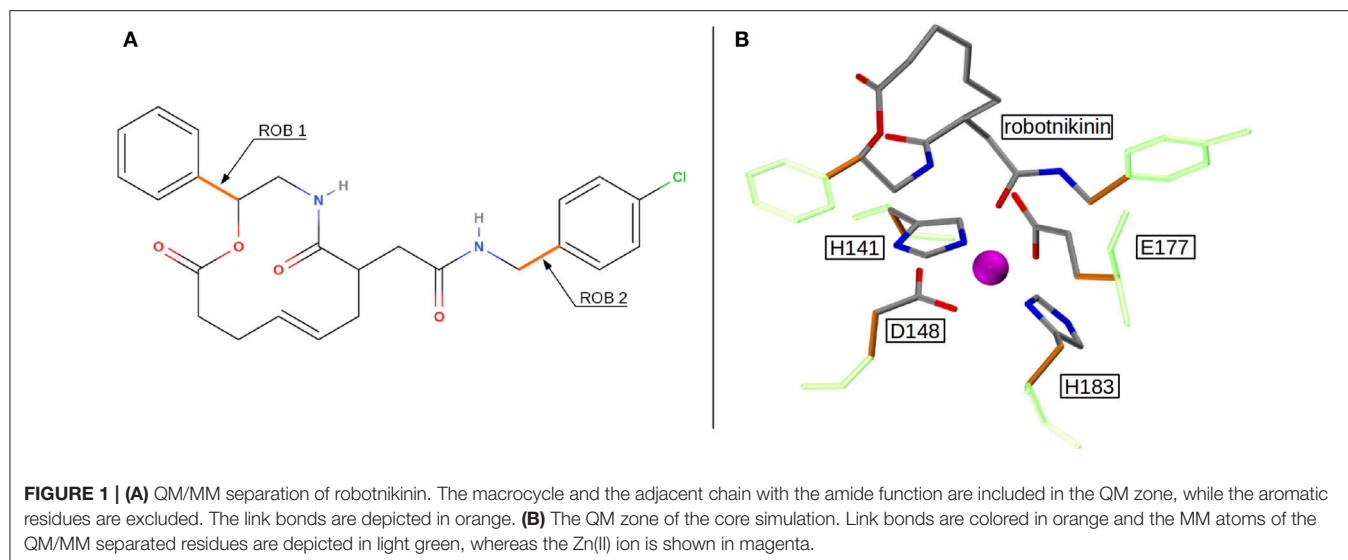 A
ROB 1
H
N
O
O
O
H
N
O
Cl
ROB 2
B
robotnikinin
H141
E177
D148
H183
FIGURE 1 | (A) QM/MM separation of robotnikinin. The macrocycle and the adjacent chain with the amide function are included in the QM zone, while the aromatic
residues are excluded. The link bonds are depicted in orange. (B) The QM zone of the core simulation. Link bonds are colored in orange and the MM atoms of the
QM/MM separated residues are depicted in light green, whereas the Zn(II) ion is shown in magenta.